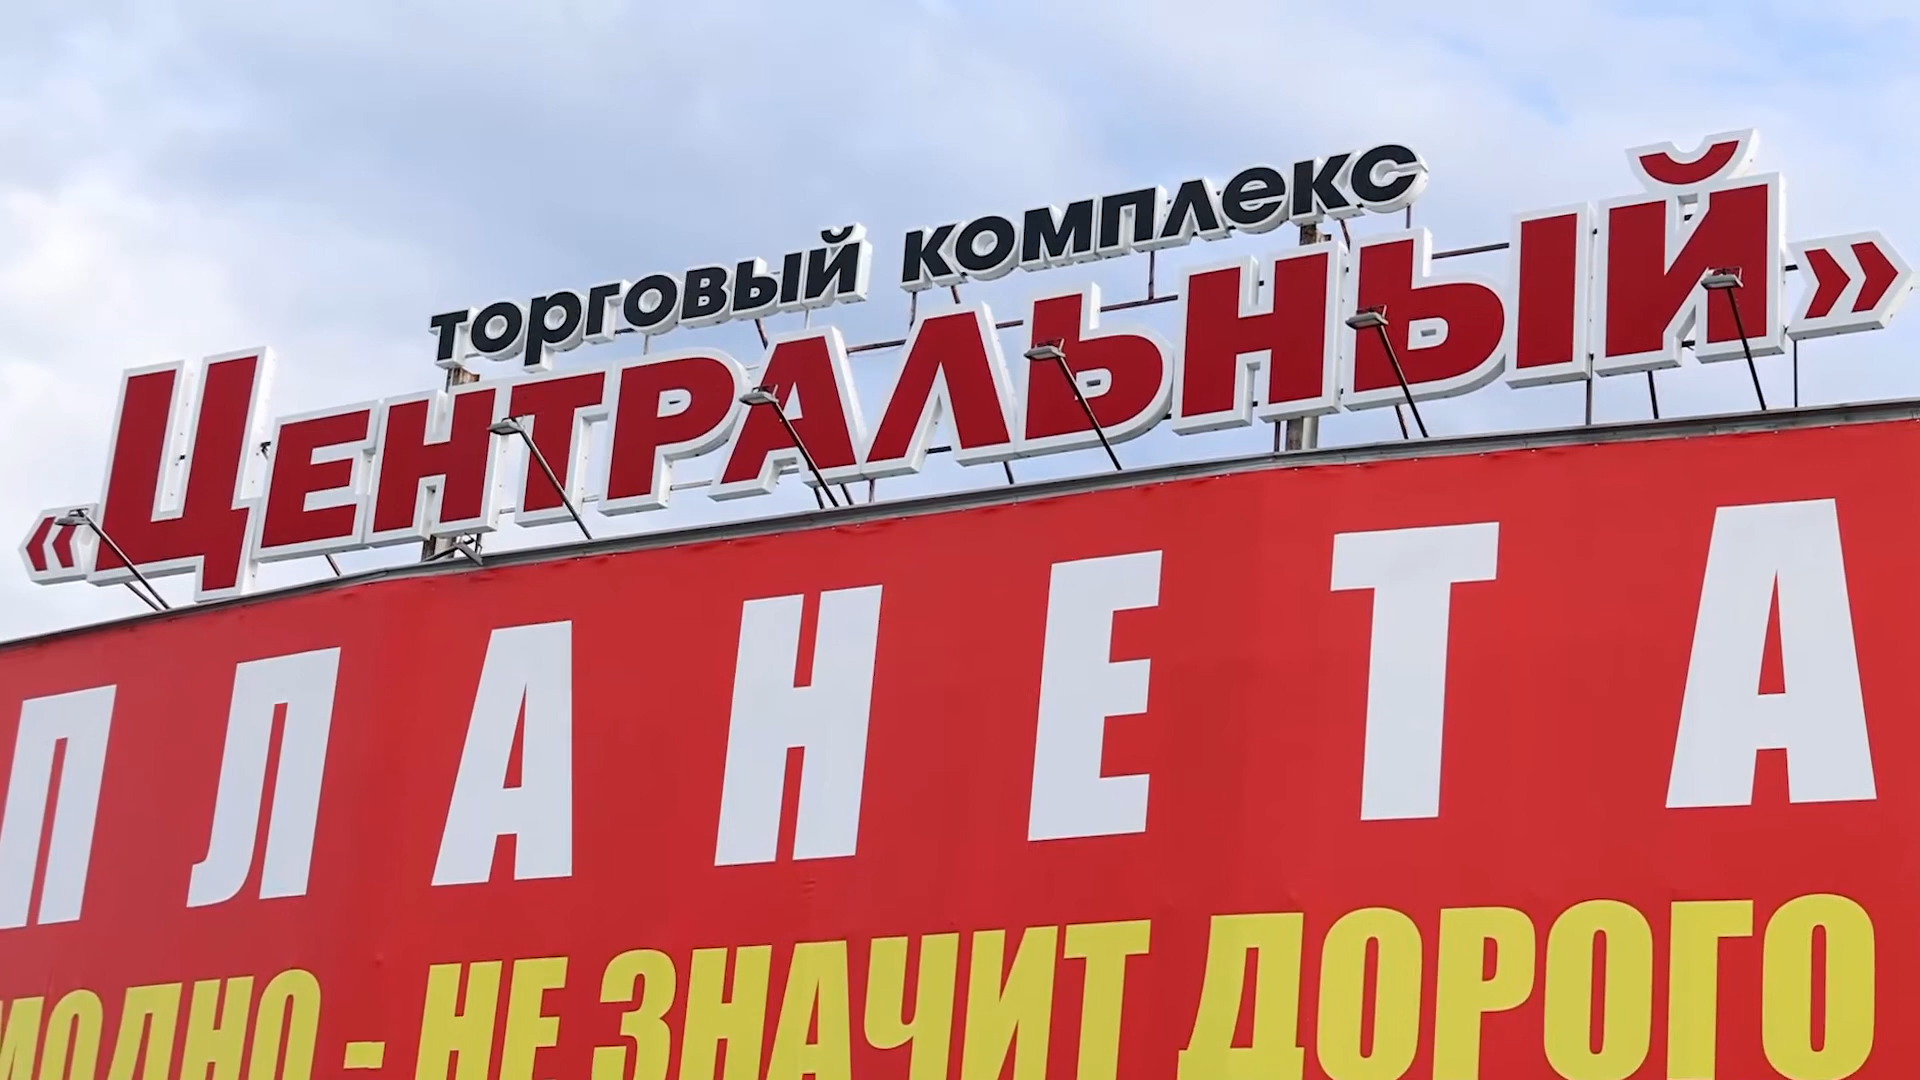 торговый комплекс
«Центральный»
ПЛАНЕТА
МОДНО - НЕ ЗНАЧИТ ДОРОГО